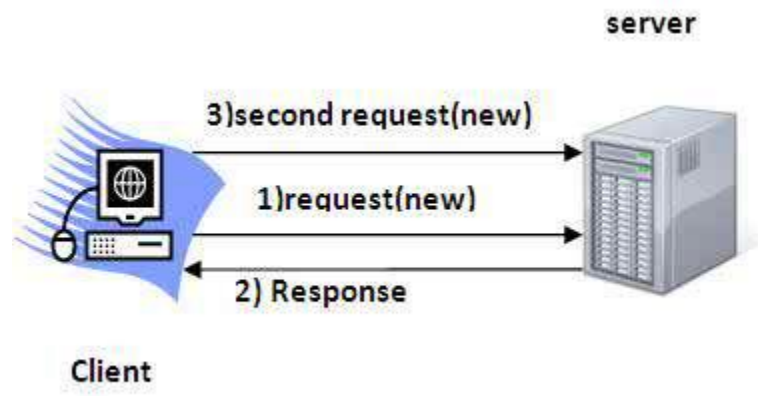 server
3)second request(new)
1)request(new)
2) Response
Client